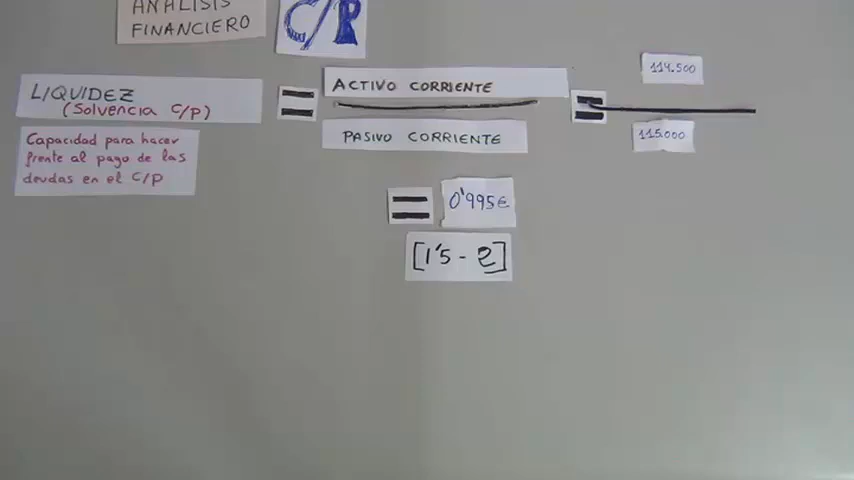 ANALISIS
FINANCIERO
C/P
LIQUIDEZ
(Solvencia C/P)
=
ACTIVO CORRIENTE
PASIVO CORRIENTE
=
114.500
115.000
Capacidad para hacer
frente al pago de las
deudas en el C/P
= 0'995€
[1'5 - 2]